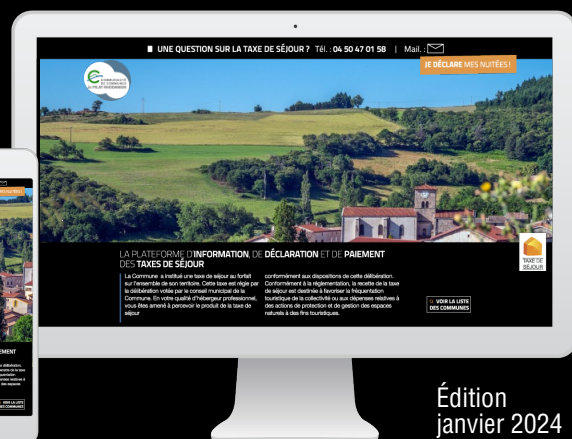 UNE QUESTION SUR LA TAXE DE SÉJOUR ? Tél. : 04 50 47 01 58 | Mail. :
JE DÉCLARE MES NUITÉES !
LA PLATEFORME D'INFORMATION, DE DÉCLARATION ET DE PAIEMENT
DES TAXES DE SÉJOUR
La Commune a institué une taxe de séjour au forfait
sur l'ensemble de son territoire. Cette taxe est régie par
la délibération votée par le conseil municipal de la
Commune. En votre qualité d'hébergeur professionnel,
vous êtes amené à percevoir le produit de la taxe de
séjour
conformément aux dispositions de cette délibération.
Conformément à la réglementation, la recette de la taxe
de séjour est destinée à favoriser la fréquentation
touristique de la collectivité ou aux dépenses relatives à
des actions de protection et de gestion des espaces
naturels à des fins touristiques.
TAXE DE
SÉJOUR
VOIR LA LISTE
DES COMMUNES
Édition
janvier 2024